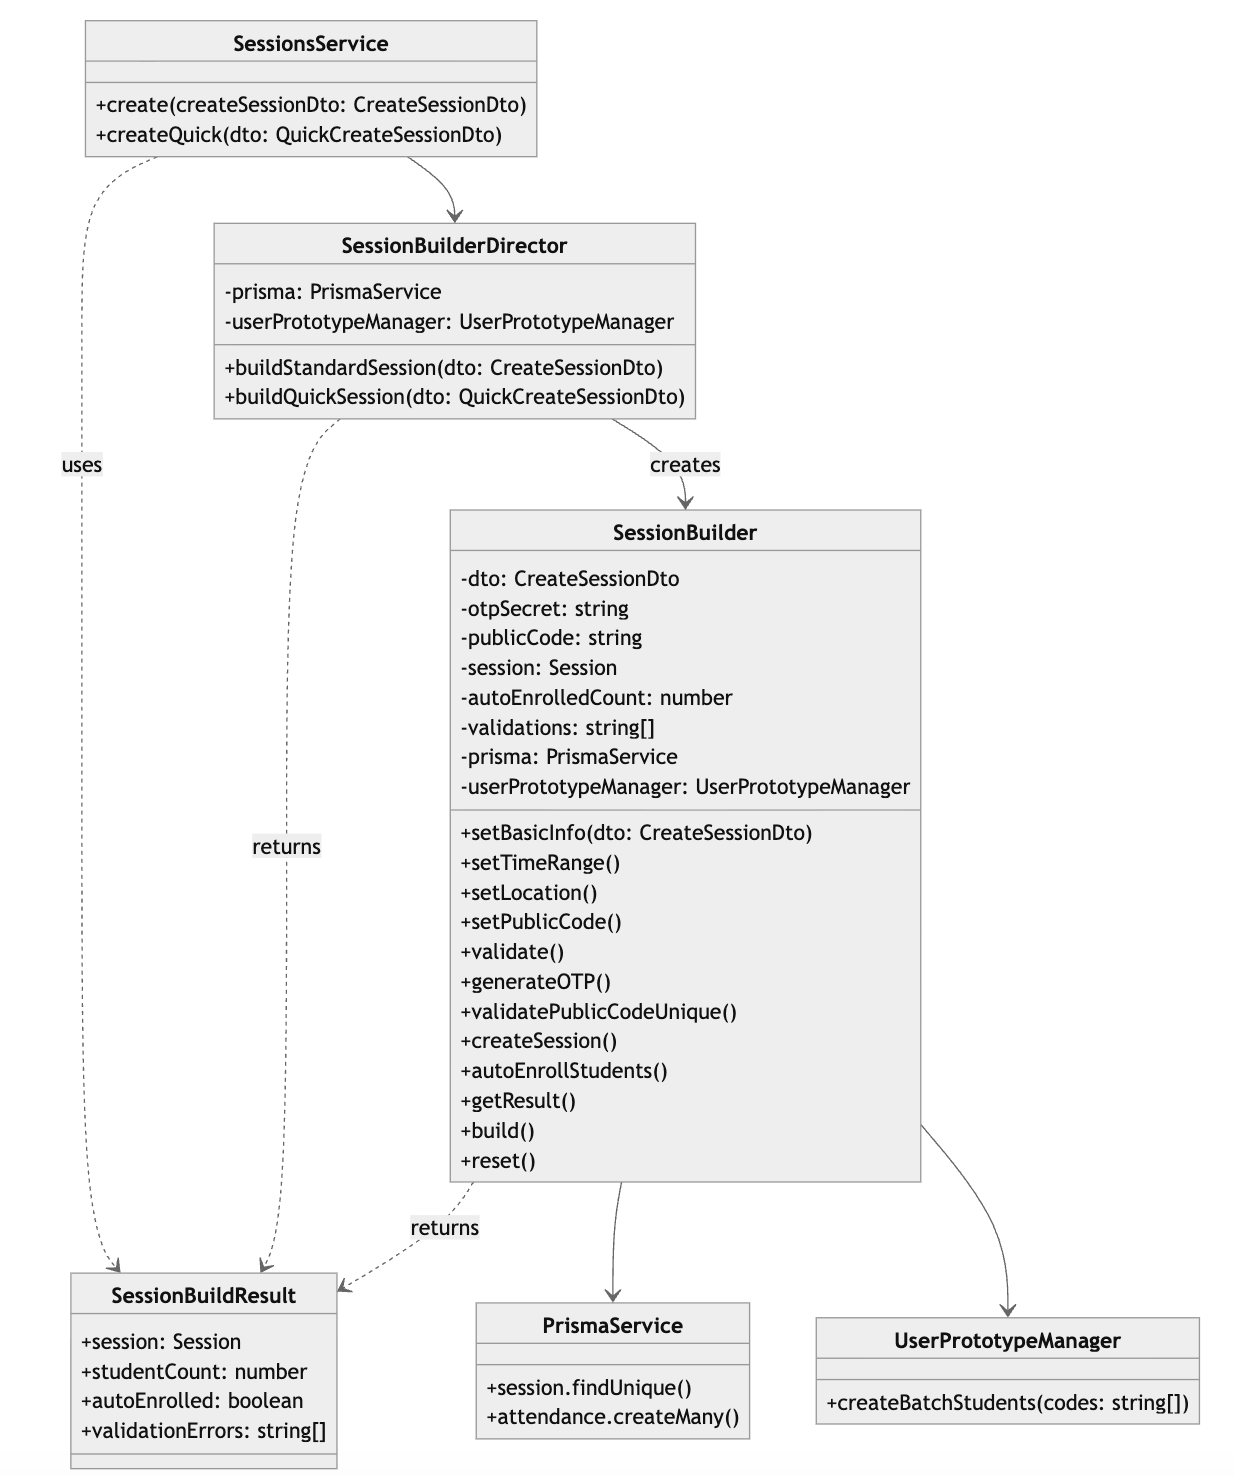 SessionsService
+create(createSessionDto: CreateSessionDto)
+createQuick(dto: QuickCreateSessionDto)
SessionBuilderDirector
-prisma: PrismaService
-userPrototypeManager: UserPrototypeManager
+buildStandardSession(dto: CreateSessionDto)
+buildQuickSession(dto: QuickCreateSessionDto)
uses
creates
SessionBuilder
-dto: CreateSessionDto
-otpSecret: string
-publicCode: string
-session: Session
-autoEnrolledCount: number
-validations: string[]
-prisma: PrismaService
-userPrototypeManager: UserPrototypeManager
+setBasicInfo(dto: CreateSessionDto)
+setTimeRange()
+setLocation()
+setPublicCode()
+validate()
+generateOTP()
+validatePublicCodeUnique()
+createSession()
+autoEnrollStudents()
+getResult()
+build()
+reset()
returns
returns
SessionBuildResult
+session: Session
+studentCount: number
+autoEnrolled: boolean
+validationErrors: string[]
PrismaService
+session.findUnique()
+attendance.createMany()
UserPrototypeManager
+createBatchStudents(codes: string[])